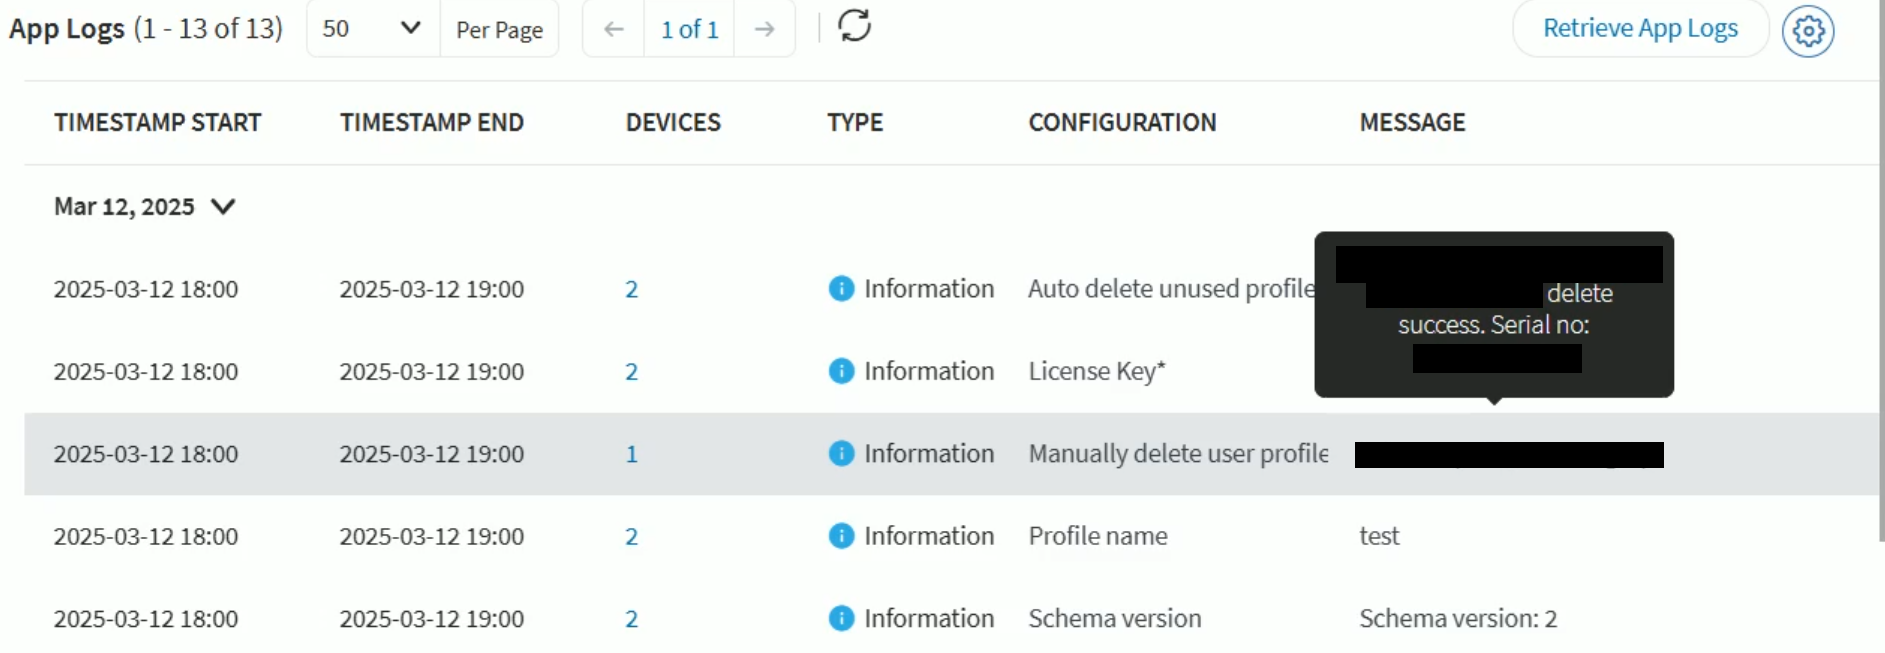 App Logs (1 - 13 of 13) 50 Per Page 1 of 1 Retrieve App Logs
TIMESTAMP START TIMESTAMP END DEVICES TYPE CONFIGURATION MESSAGE
Mar 12, 2025
2025-03-12 18:00 2025-03-12 19:00 2 Information Auto delete unused profile
delete
success. Serial no:
2025-03-12 18:00 2025-03-12 19:00 2 Information License Key*
2025-03-12 18:00 2025-03-12 19:00 1 Information Manually delete user profile
2025-03-12 18:00 2025-03-12 19:00 2 Information Profile name test
2025-03-12 18:00 2025-03-12 19:00 2 Information Schema version Schema version: 2